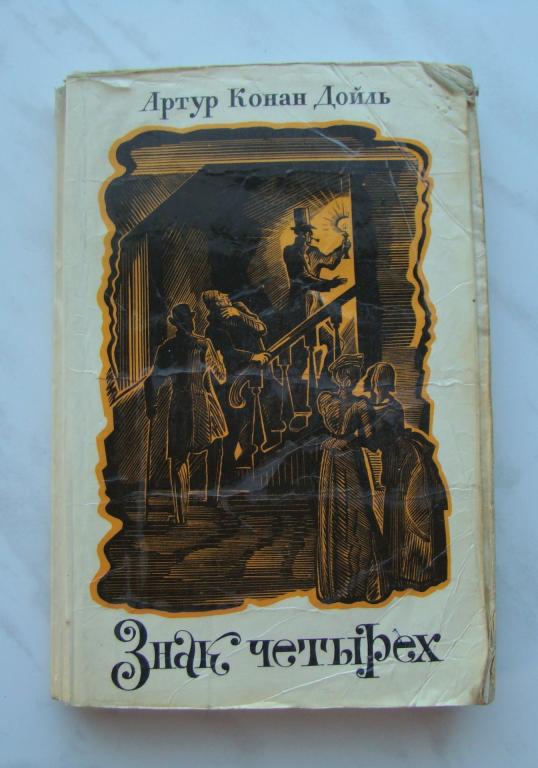 Артур Конан Дойль
Знак четырех